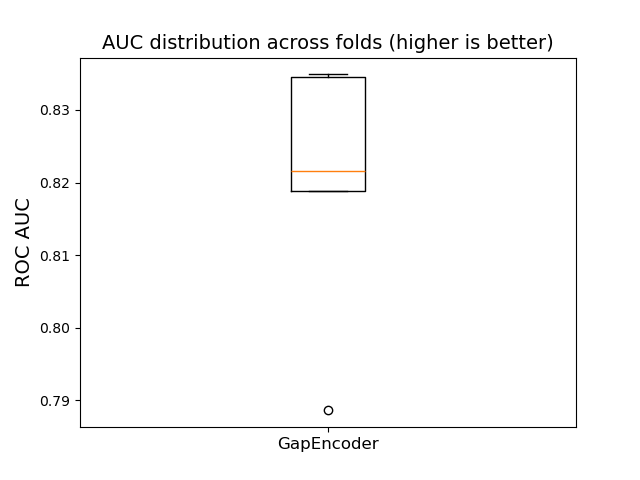 AUC distribution across folds (higher is better)
ROC AUC
0.83
0.82
0.81
0.80
0.79
GapEncoder